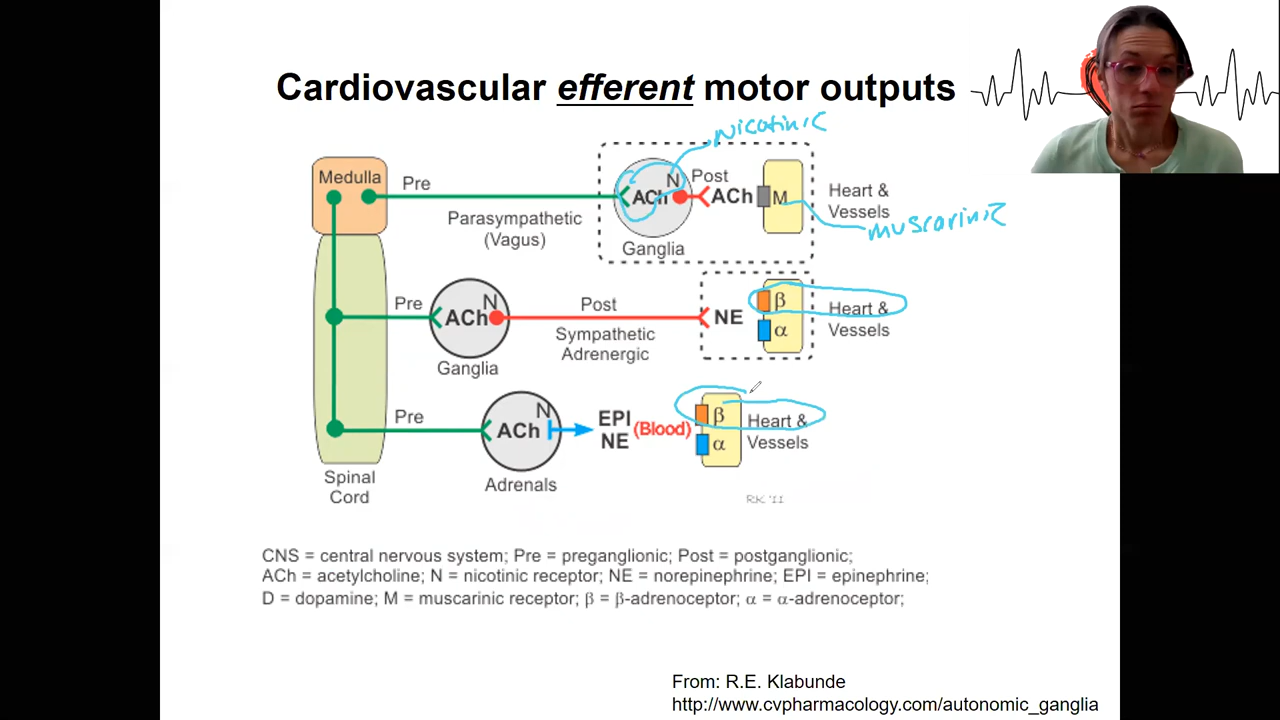 Cardiovascular efferent motor outputs
nicotinic
Medulla
Pre
N
Post
ACh
ACh
M
Heart &
Vessels
Parasympathetic
(Vagus)
Ganglia
muscarinic
Pre
N
ACh
Post
Sympathetic
Adrenergic
NE
β
α
Heart &
Vessels
Ganglia
Pre
N
ACh
EPI
NE
(Blood)
β
α
Heart &
Vessels
Adrenals
Spinal
Cord
RK '11
CNS = central nervous system; Pre = preganglionic; Post = postganglionic;
ACh = acetylcholine; N = nicotinic receptor; NE = norepinephrine; EPI = epinephrine;
D = dopamine; M = muscarinic receptor; β = β-adrenoceptor; α = α-adrenoceptor;
From: R.E. Klabunde
http://www.cvpharmacology.com/autonomic_ganglia